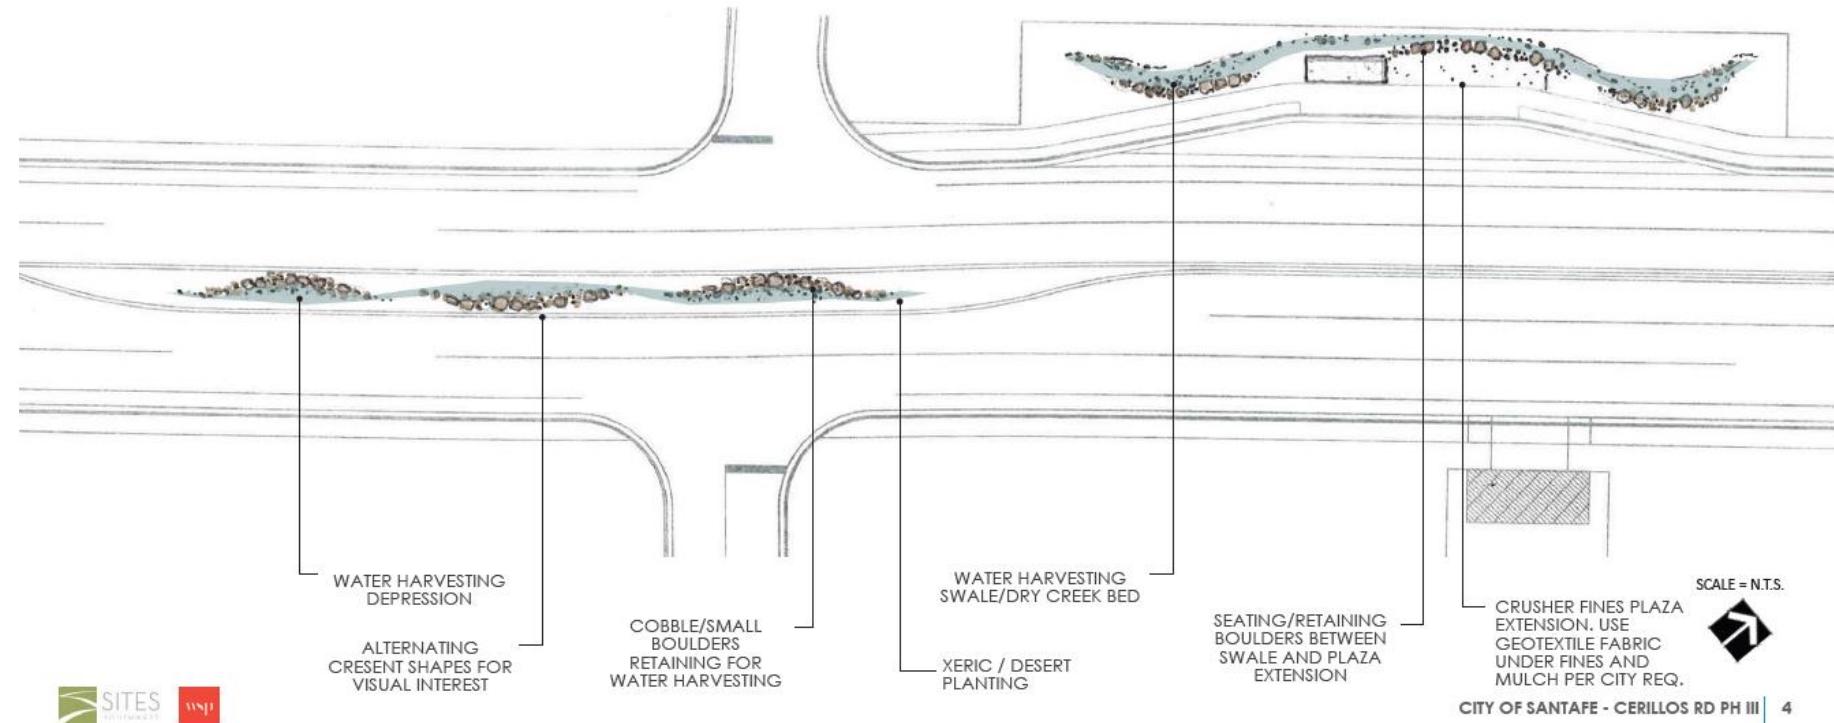 WATER HARVESTING
DEPRESSION
ALTERNATING
CRESENT SHAPES FOR
VISUAL INTEREST
COBBLE/SMALL
BOULDERS
RETAINING FOR
WATER HARVESTING
WATER HARVESTING
SWALE/DRY CREEK BED
XERIC / DESERT
PLANTING
SEATING/RETAINING
BOULDERS BETWEEN
SWALE AND PLAZA
EXTENSION
CRUSHER FINES PLAZA
EXTENSION. USE
GEOTEXTILE FABRIC
UNDER FINES AND
MULCH PER CITY REQ.
SCALE = N.T.S.
SITES
SOUTHWEST
wsp
CITY OF SANTAFE - CERILLOS RD PH III 4